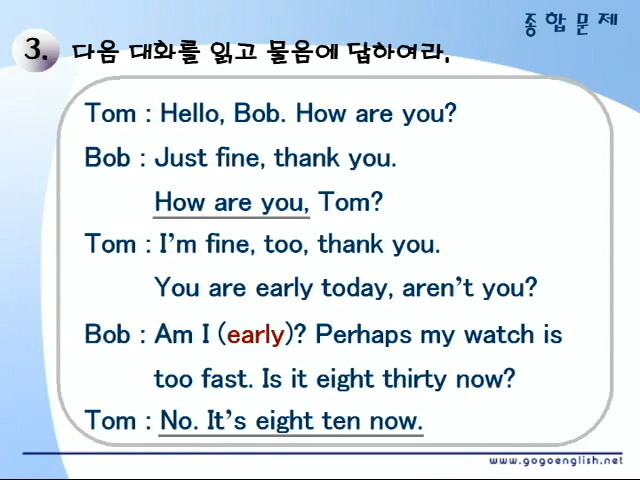 종합문제
3. 다음 대화를 읽고 물음에 답하여라.
Tom : Hello, Bob. How are you?
Bob : Just fine, thank you.
How are you, Tom?
Tom : I'm fine, too, thank you.
You are early today, aren't you?
Bob : Am I (early)? Perhaps my watch is
too fast. Is it eight thirty now?
Tom : No. It's eight ten now.
www.gogoenglish.net